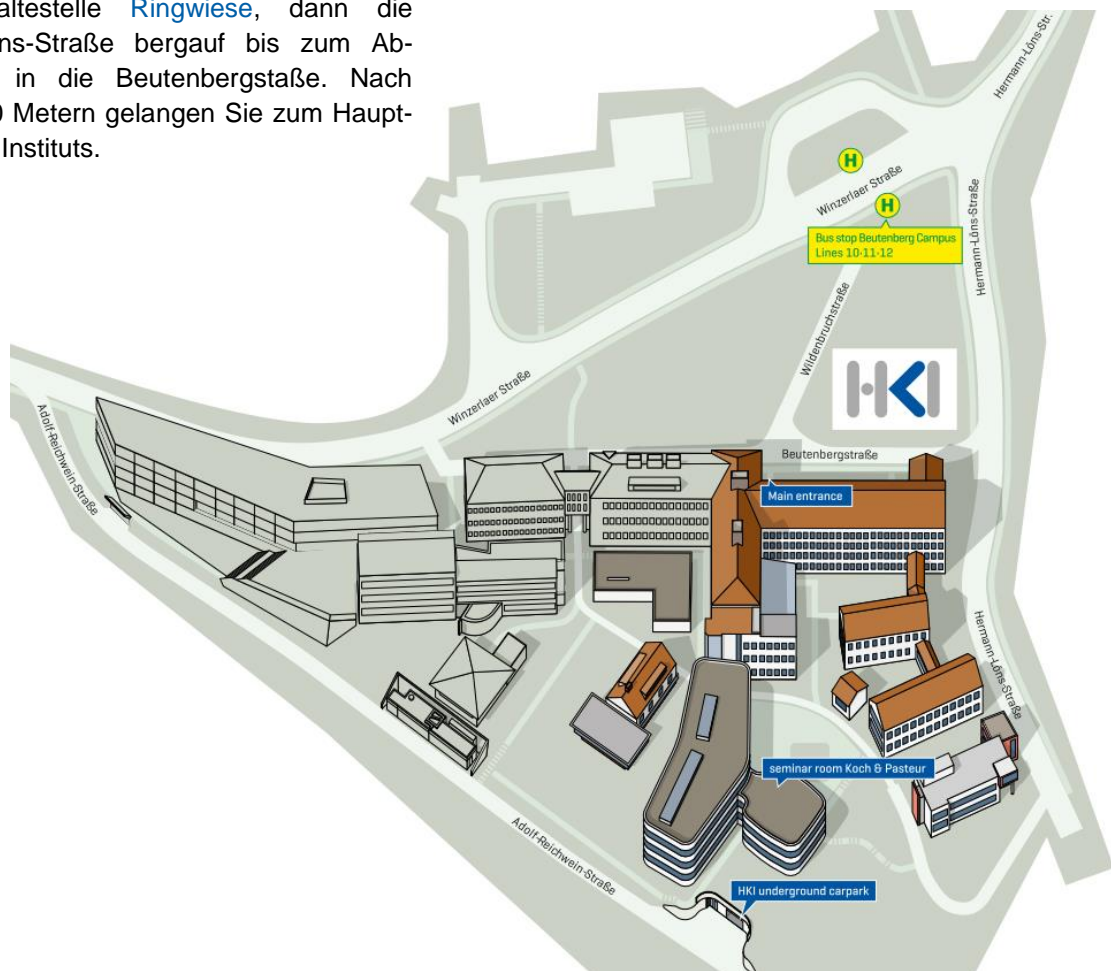 altestelle Ringwiese, dann die
ns-Straße bergauf bis zum Ab-
in die Beutenbergstaße. Nach
0 Metern gelangen Sie zum Haupt-
Instituts.
Hermann-Löns-Str.
H
Winzerlaer Straße
H
Bus stop Beutenberg Campus
Lines 10-11-12
Hermann-Löns-Straße
Wildenbruchstraße
HKI
Winzerlaer Straße
Adolf-Reichwein-Straße
Beutenbergstraße
Main entrance
Hermann-Löns-Straße
seminar room Koch & Pasteur
Adolf-Reichwein-Straße
HKI underground carpark